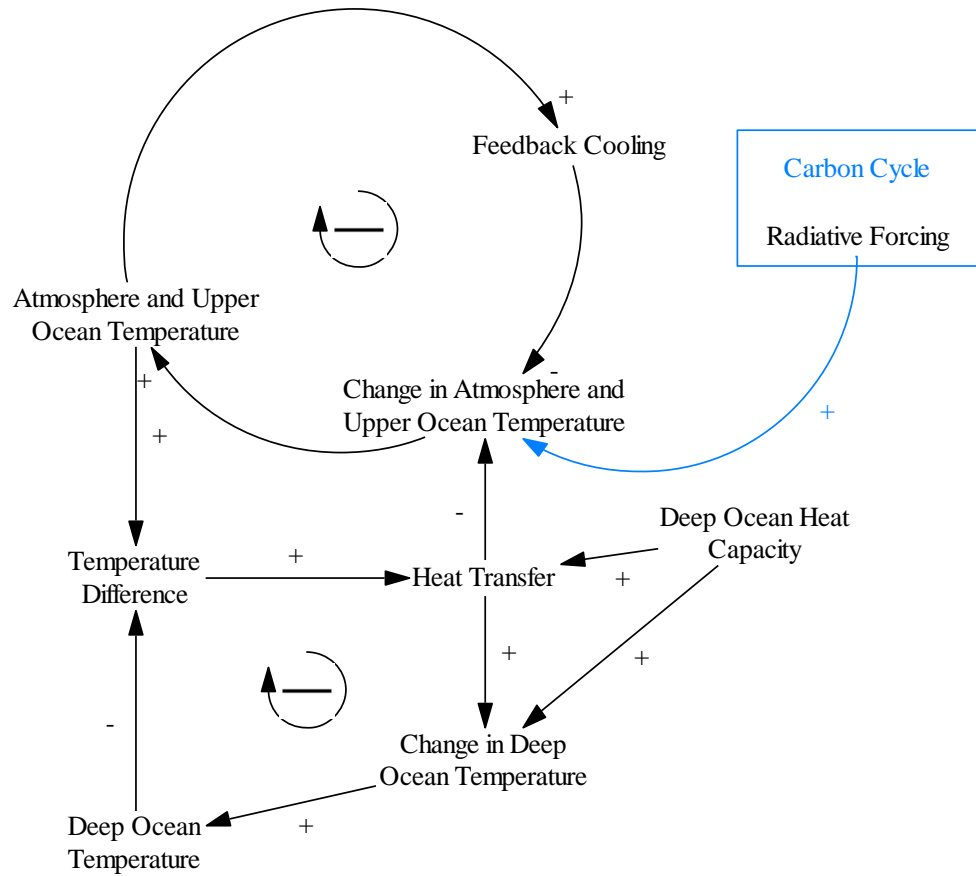 +
Feedback Cooling
Carbon Cycle
Radiative Forcing
Atmosphere and Upper
Ocean Temperature
+
-
Change in Atmosphere and
Upper Ocean Temperature
+
+
-
Deep Ocean Heat
Capacity
Temperature
Difference
+
Heat Transfer
+
+
+
-
Change in Deep
Ocean Temperature
Deep Ocean
Temperature
+